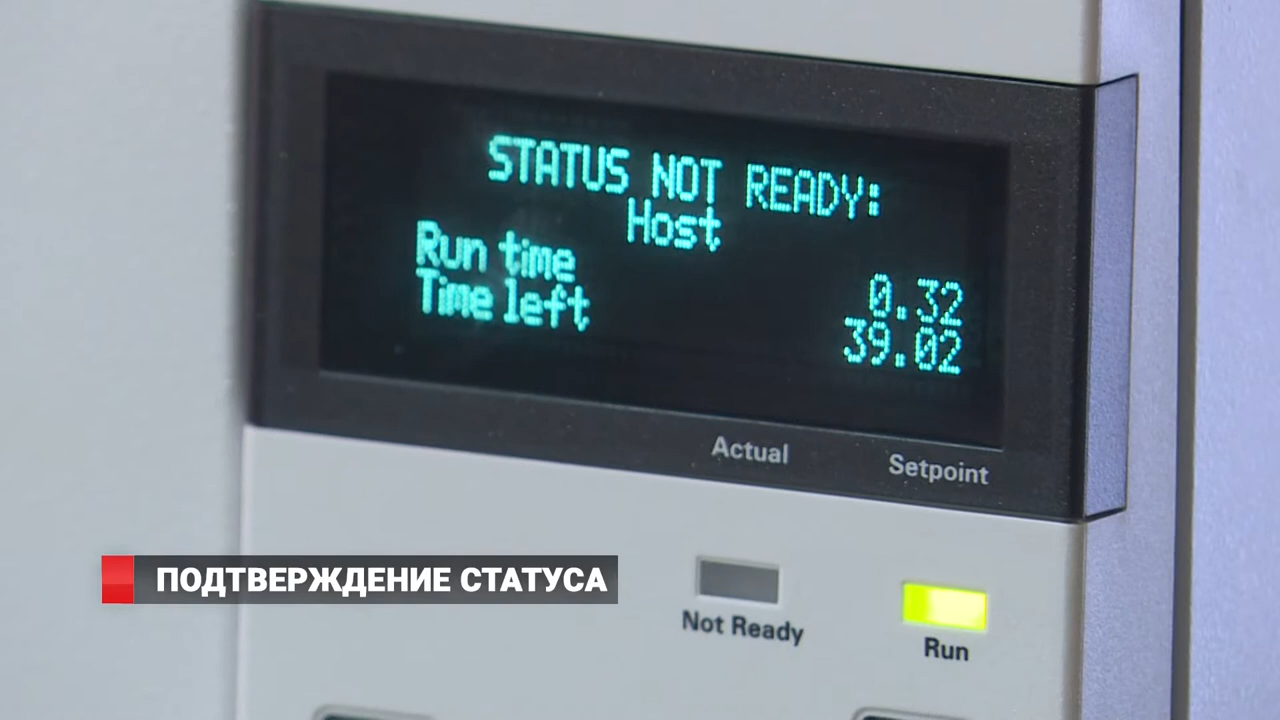 STATUS NOT READY:
Host
Run time 0.32
Time left 39.02
Actual Setpoint
ПОДТВЕРЖДЕНИЕ СТАТУСА
Not Ready Run